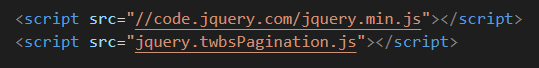 <script src="//code.jquery.com/jquery.min.js"></script>
<script src="jquery.twbsPagination.js"></script>